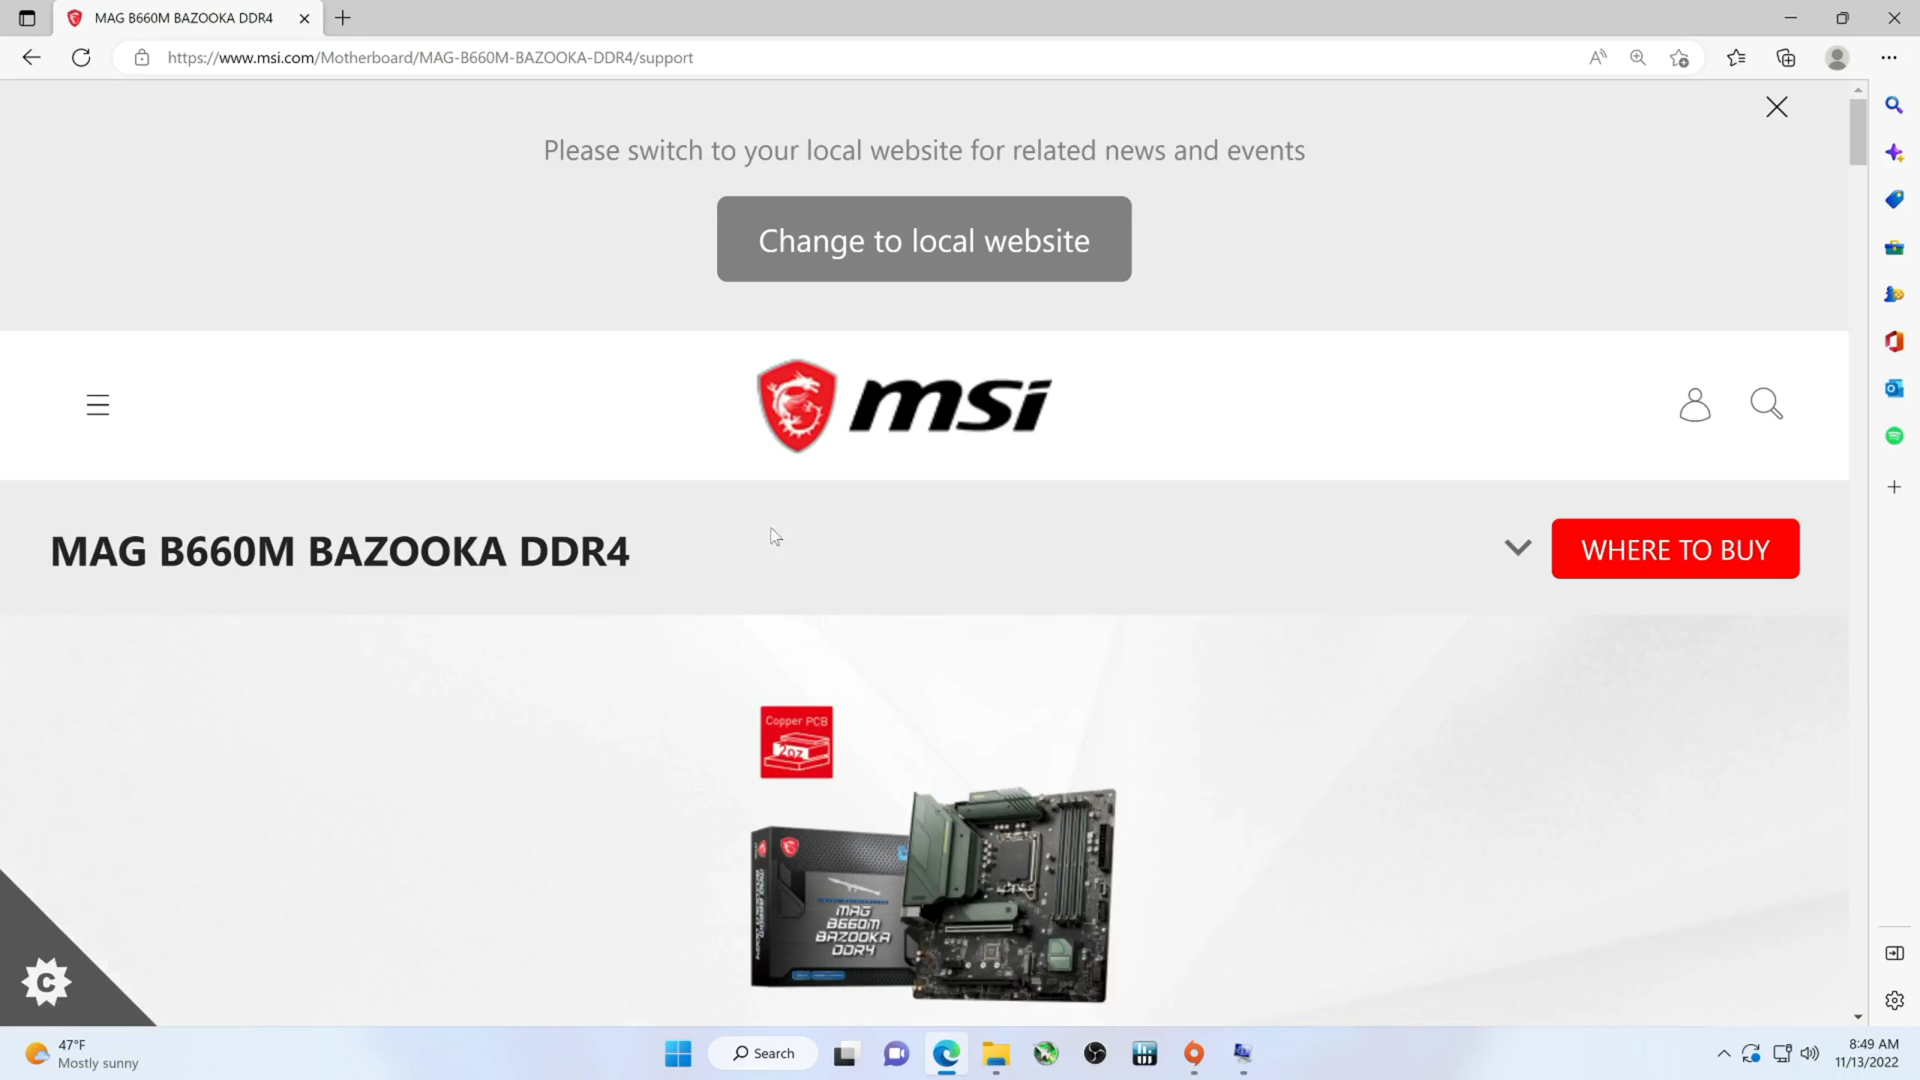 MAG B660M BAZOOKA DDR4
https://www.msi.com/Motherboard/MAG-B660M-BAZOOKA-DDR4/support
Please switch to your local website for related news and events
Change to local website
msi
MAG B660M BAZOOKA DDR4
WHERE TO BUY
Copper PCB
2oz
MAG
B660M
BAZOOKA
DDR4
C
47°F
Mostly sunny
Search
8:49 AM
11/13/2022